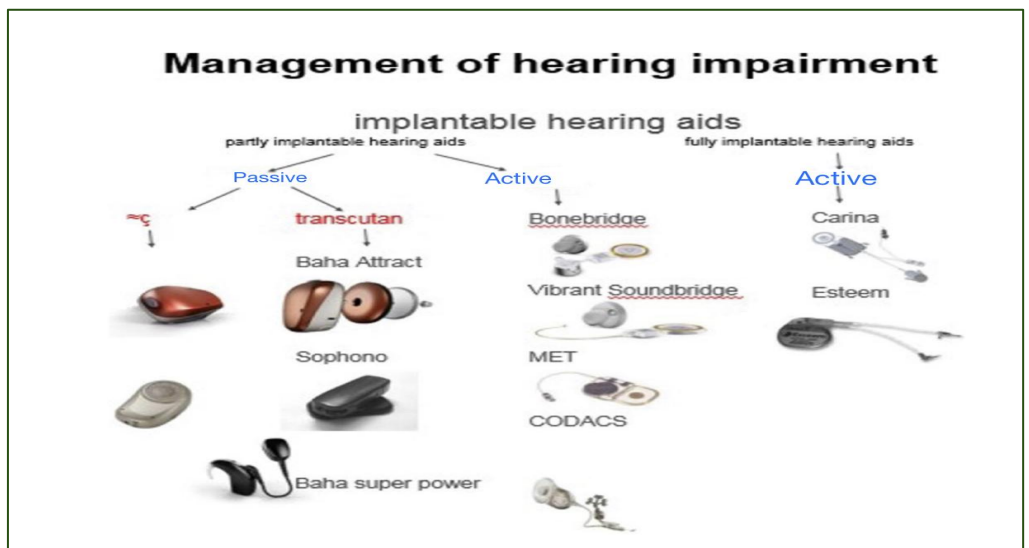 Management of hearing impairment
implantable hearing aids
partly implantable hearing aids
fully implantable hearing aids
Passive
Active
Active
≈ç
transcutan
Baha Attract
Sophono
Baha super power
Bonebridge
Vibrant Soundbridge
MET
CODACS
Carina
Esteem